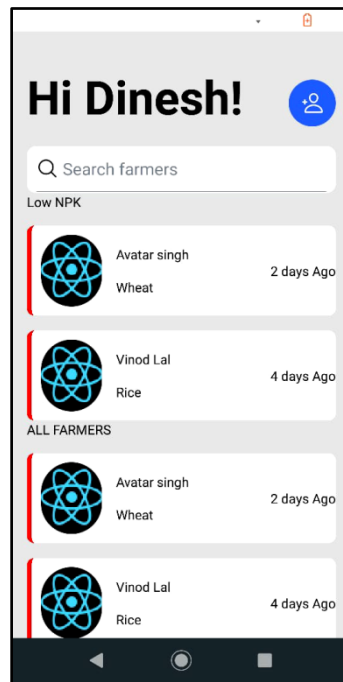 Hi Dinesh!
Search farmers
Low NPK
Avatar singh
Wheat
2 days Ago
Vinod Lal
Rice
4 days Ago
ALL FARMERS
Avatar singh
Wheat
2 days Ago
Vinod Lal
Rice
4 days Ago